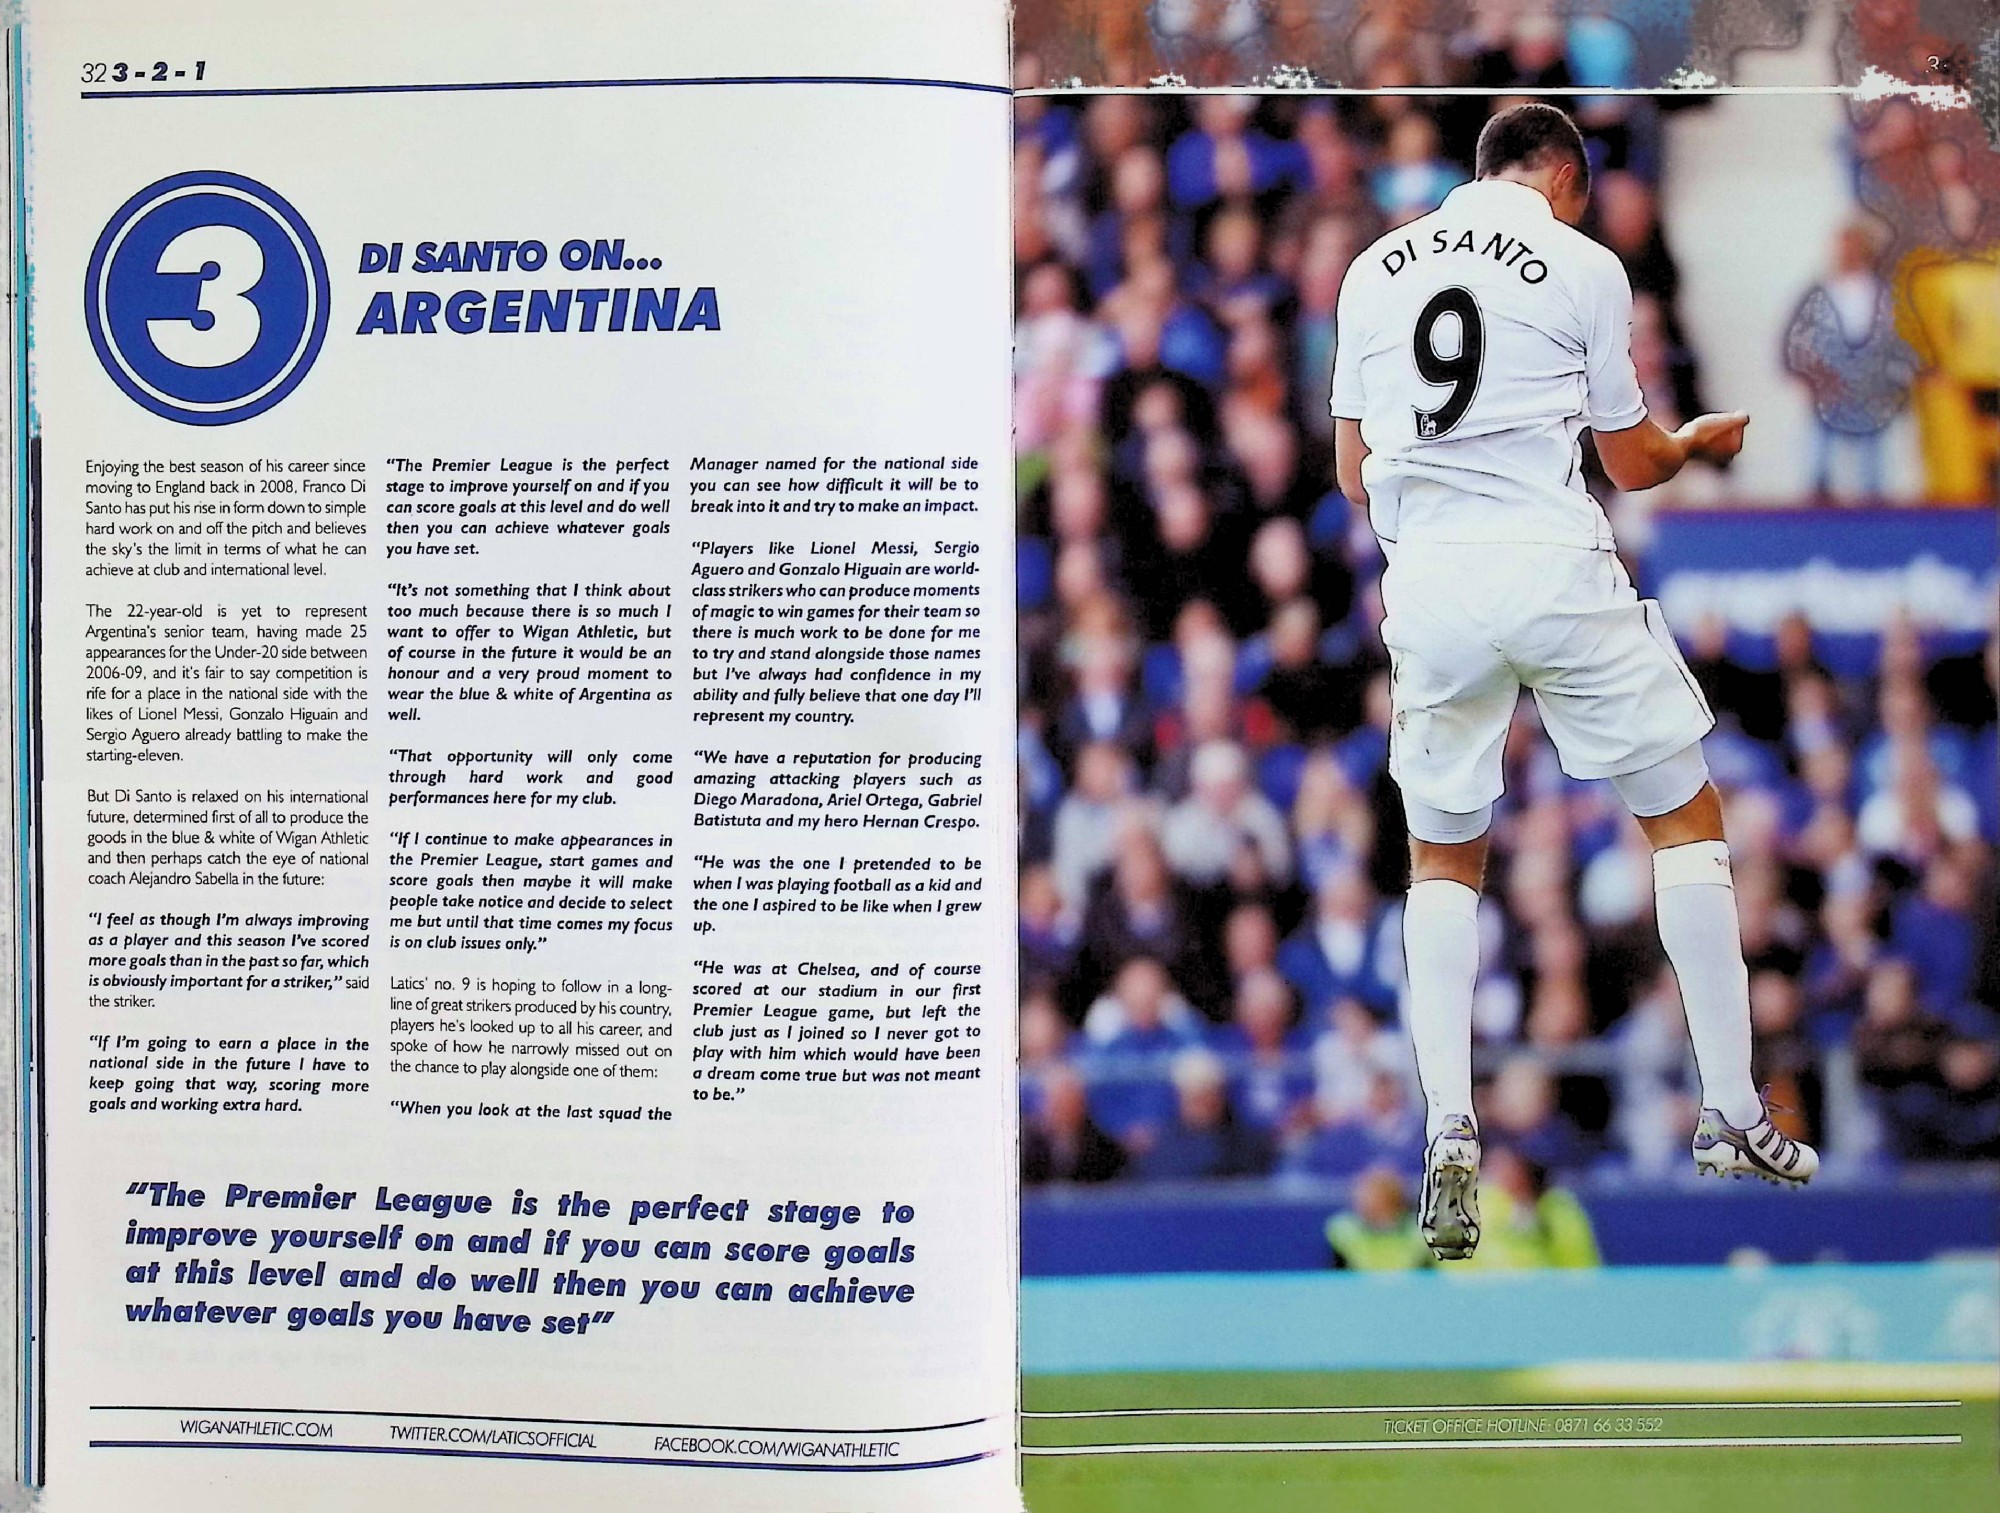 32 3 - 2 - 1
3
DI SANTO ON...
ARGENTINA
Enjoying the best season of his career since
moving to England back in 2008, Franco Di
Santo has put his rise in form down to simple
hard work on and off the pitch and believes
the sky's the limit in terms of what he can
achieve at club and international level.
The 22-year-old is yet to represent
Argentina's senior team, having made 25
appearances for the Under-20 side between
2006-09, and it's fair to say competition is
rife for a place in the national side with the
likes of Lionel Messi, Gonzalo Higuain and
Sergio Aguero already battling to make the
starting-eleven.
But Di Santo is relaxed on his international
future, determined first of all to produce the
goods in the blue & white of Wigan Athletic
and then perhaps catch the eye of national
coach Alejandro Sabella in the future:
"I feel as though I'm always improving
as a player and this season I've scored
more goals than in the past so far, which
is obviously important for a striker," said
the striker.
"If I'm going to earn a place in the
national side in the future I have to
keep going that way, scoring more
goals and working extra hard.
"The Premier League is the perfect
stage to improve yourself on and if you
can score goals at this level and do well
then you can achieve whatever goals
you have set.
"It's not something that I think about
too much because there is so much I
want to offer to Wigan Athletic, but
of course in the future it would be an
honour and a very proud moment to
wear the blue & white of Argentina as
well.
"That opportunity will only come
through hard work and good
performances here for my club.
"If I continue to make appearances in
the Premier League, start games and
score goals then maybe it will make
people take notice and decide to select
me but until that time comes my focus
is on club issues only."
Latics' no. 9 is hoping to follow in a long-
line of great strikers produced by his country,
players he's looked up to all his career, and
spoke of how he narrowly missed out on
the chance to play alongside one of them:
"When you look at the last squad the
Manager named for the national side
you can see how difficult it will be to
break into it and try to make an impact.
"Players like Lionel Messi, Sergio
Aguero and Gonzalo Higuain are world-
class strikers who can produce moments
of magic to win games for their team so
there is much work to be done for me
to try and stand alongside those names
but I've always had confidence in my
ability and fully believe that one day I'll
represent my country.
"We have a reputation for producing
amazing attacking players such as
Diego Maradona, Ariel Ortega, Gabriel
Batistuta and my hero Hernan Crespo.
"He was the one I pretended to be
when I was playing football as a kid and
the one I aspired to be like when I grew
up.
"He was at Chelsea, and of course
scored at our stadium in our first
Premier League game, but left the
club just as I joined so I never got to
play with him which would have been
a dream come true but was not meant
to be."
"The Premier League is the perfect stage to
improve yourself on and if you can score goals
at this level and do well then you can achieve
whatever goals you have set"
WIGANATHLETIC.COM TWITTER.COM/LATICSOFFICIAL FACEBOOK.COM/WIGANATHLETIC
DI SANTO
9
TICKET OFFICE HOTLINE: 0871 66 33 552